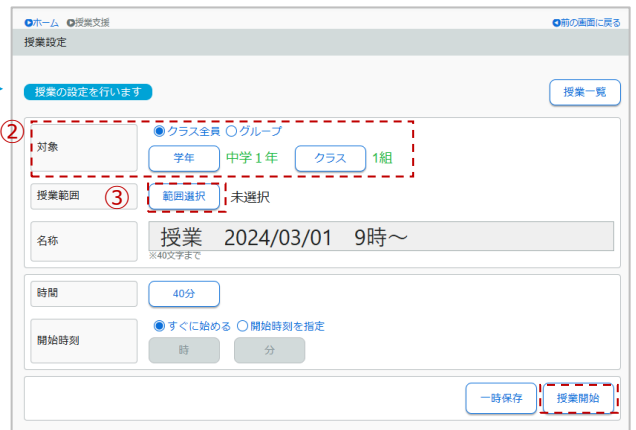 ホーム 授業支援 前の画面に戻る
授業設定
授業の設定を行います 授業一覧
② クラス全員 グループ
対象 学年 中学1年 クラス 1組
授業範囲 ③ 範囲選択 未選択
名称 授業 2024/03/01 9時～
※40文字まで
時間 40分
すぐに始める 開始時刻を指定
開始時刻 時 分
一時保存 授業開始